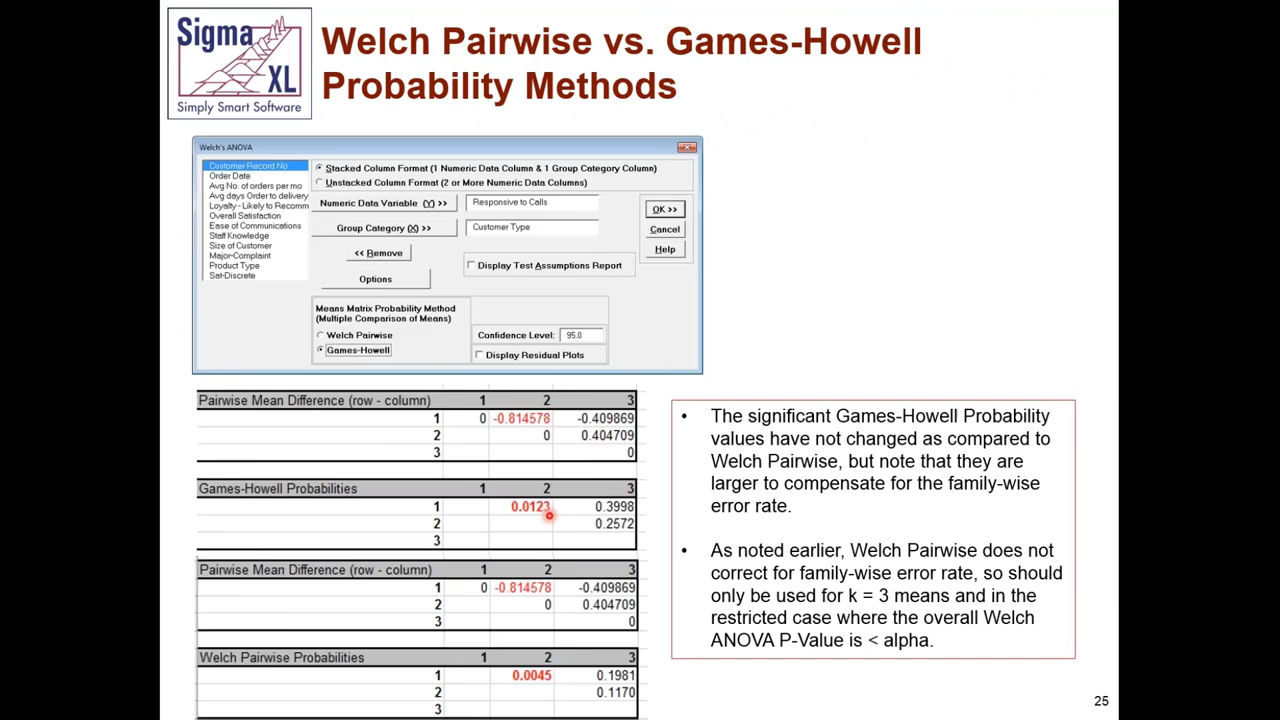 Sigma
XL
Simply Smart Software
Welch Pairwise vs. Games-Howell
Probability Methods
Welch's ANOVA
Customer Record No
Order Date
Avg No. of orders per mo
Avg days Order to delivery
Loyalty - Likely to Recomm
Overall Satisfaction
Ease of Communications
Staff Knowledge
Size of Customer
Major-Complaint
Product Type
Sat-Discrete
Stacked Column Format (1 Numeric Data Column & 1 Group Category Column)
Unstacked Column Format (2 or More Numeric Data Columns)
Numeric Data Variable (Y) >> Responsive to Calls
Group Category (X) >> Customer Type
<< Remove
Options
Display Test Assumptions Report
OK >>
Cancel
Help
Means Matrix Probability Method
(Multiple Comparison of Means)
Welch Pairwise
Games-Howell
Confidence Level: 95.0
Display Residual Plots
Pairwise Mean Difference (row - column) 1 2 3
1 0 -0.814578 -0.409869
2 0 0.404709
3 0
Games-Howell Probabilities 1 2 3
1 0.0123 0.3998
2 0.2572
3
Pairwise Mean Difference (row - column) 1 2 3
1 0 -0.814578 -0.409869
2 0 0.404709
3 0
Welch Pairwise Probabilities 1 2 3
1 0.0045 0.1981
2 0.1170
3
• The significant Games-Howell Probability
values have not changed as compared to
Welch Pairwise, but note that they are
larger to compensate for the family-wise
error rate.
• As noted earlier, Welch Pairwise does not
correct for family-wise error rate, so should
only be used for k = 3 means and in the
restricted case where the overall Welch
ANOVA P-Value is < alpha.
25